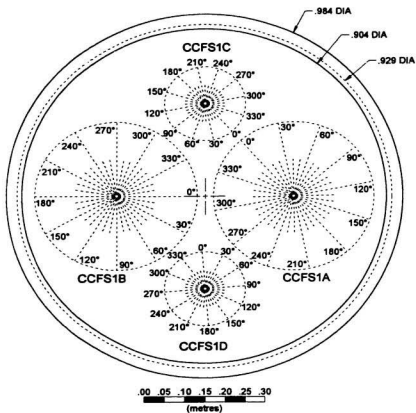 .984 DIA
.904 DIA
.929 DIA
CCFS1C
210° 240°
180° 270°
150° 300°
120° 330°
90° 60° 30° 0°
270° 300° 330° 0° 30° 60° 90° 120° 150° 180° 210° 240°
CCFS1B
0° 30° 60° 90° 120° 150° 180° 210° 240° 270° 300° 330°
CCFS1A
0° 30°
330° 60°
300° 90°
270° 120°
240° 150°
210° 180°
CCFS1D
.00 .05 .10 .15 .20 .25 .30
(metres)